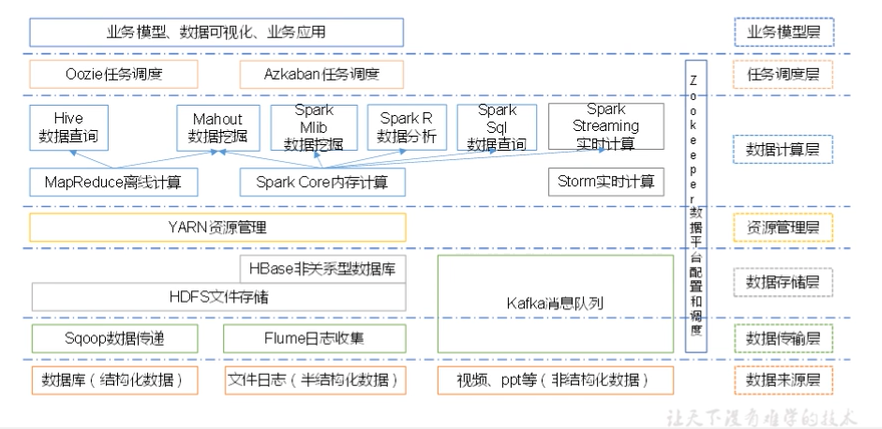 业务模型、数据可视化、业务应用
业务模型层
Oozie任务调度
Azkaban任务调度
任务调度层
Hive
数据查询
Mahout
数据挖掘
Spark
Mlib
数据挖掘
Spark R
数据分析
Spark
Sql
数据查询
Spark
Streaming
实时计算
数据计算层
MapReduce离线计算
Spark Core内存计算
Storm实时计算
YARN资源管理
资源管理层
HBase非关系型数据库
HDFS文件存储
Kafka消息队列
数据存储层
Sqoop数据传递
Flume日志收集
数据传输层
数据库（结构化数据）
文件日志（半结构化数据）
视频、ppt等（非结构化数据）
数据来源层
Zookeeper数据平台配置和调度
让天下没有难学的技术